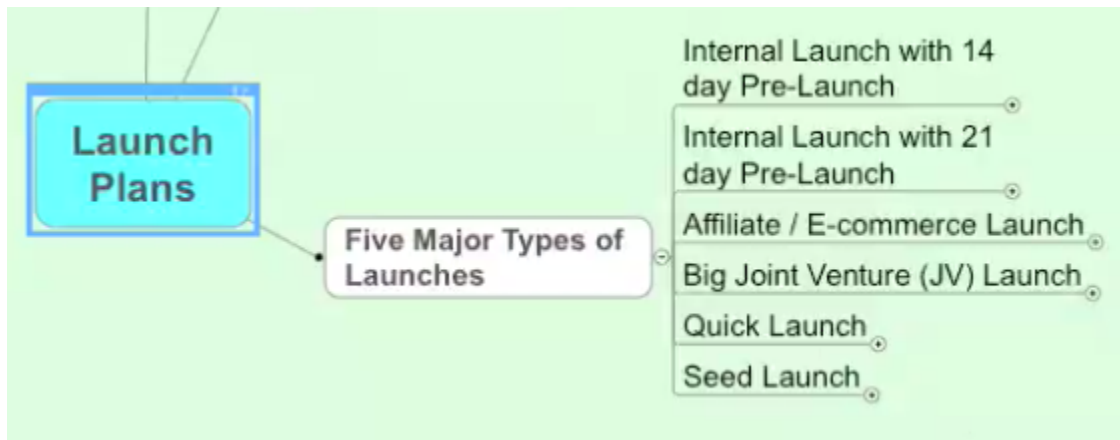 Launch
Plans
Five Major Types of
Launches
Internal Launch with 14
day Pre-Launch
Internal Launch with 21
day Pre-Launch
Affiliate / E-commerce Launch
Big Joint Venture (JV) Launch
Quick Launch
Seed Launch